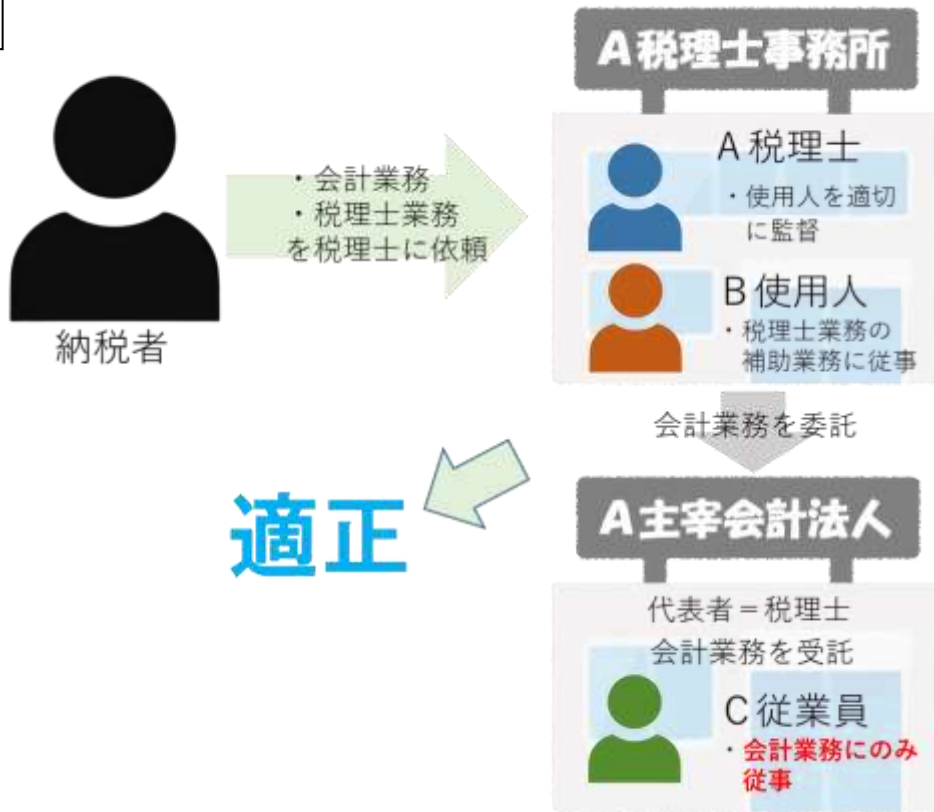 ・会計業務
・税理士業務
を税理士に依頼
納税者
A税理士事務所
A税理士
・使用人を適切
に監督
B使用人
・税理士業務の
補助業務に従事
会計業務を委託
適正
A主宰会計法人
代表者=税理士
会計業務を受託
C従業員
・会計業務にのみ
従事